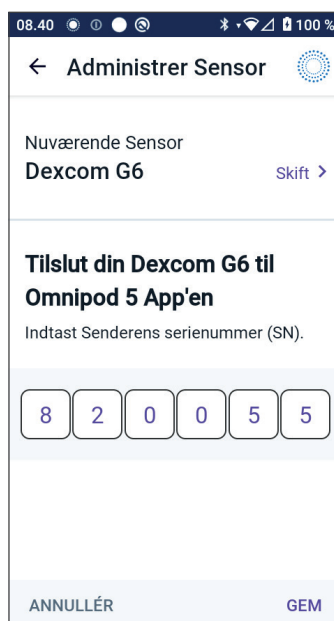 08.40 100 %
Administrer Sensor
Nuværende Sensor
Dexcom G6 Skift
Tilslut din Dexcom G6 til
Omnipod 5 App'en
Indtast Senderens serienummer (SN).
8 2 0 0 5 5
ANNULLÉR GEM